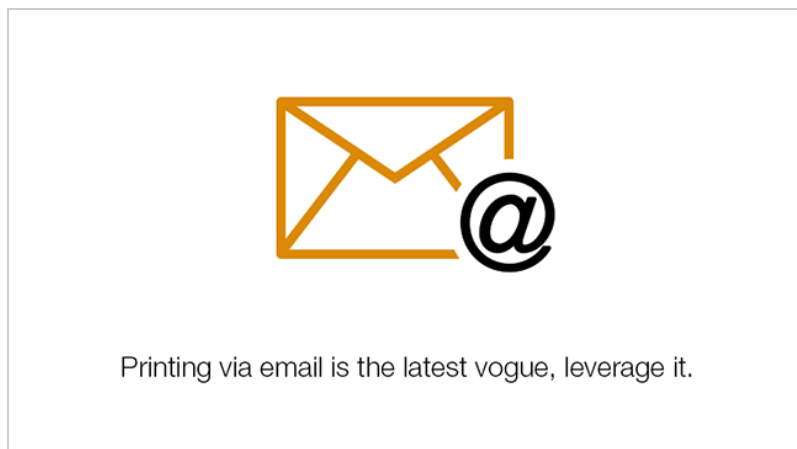 @
Printing via email is the latest vogue, leverage it.